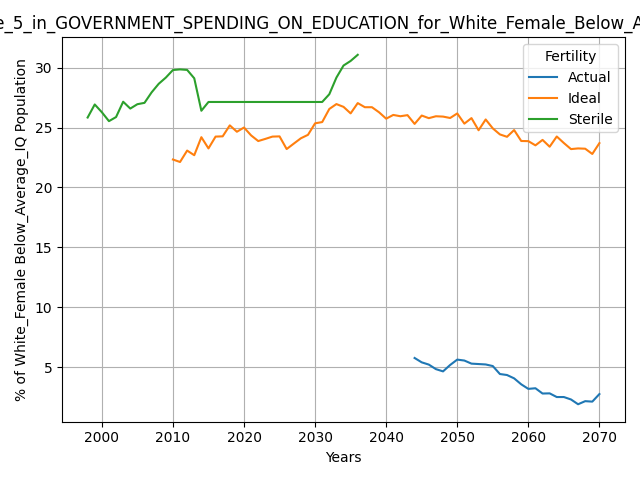 e_5_in_GOVERNMENT_SPENDING_ON_EDUCATION_for_White_Female_Below_A
% of White_Female Below_Average_IQ Population
30
25
20
15
10
5
Fertility
Actual
Ideal
Sterile
2000 2010 2020 2030 2040 2050 2060 2070
Years